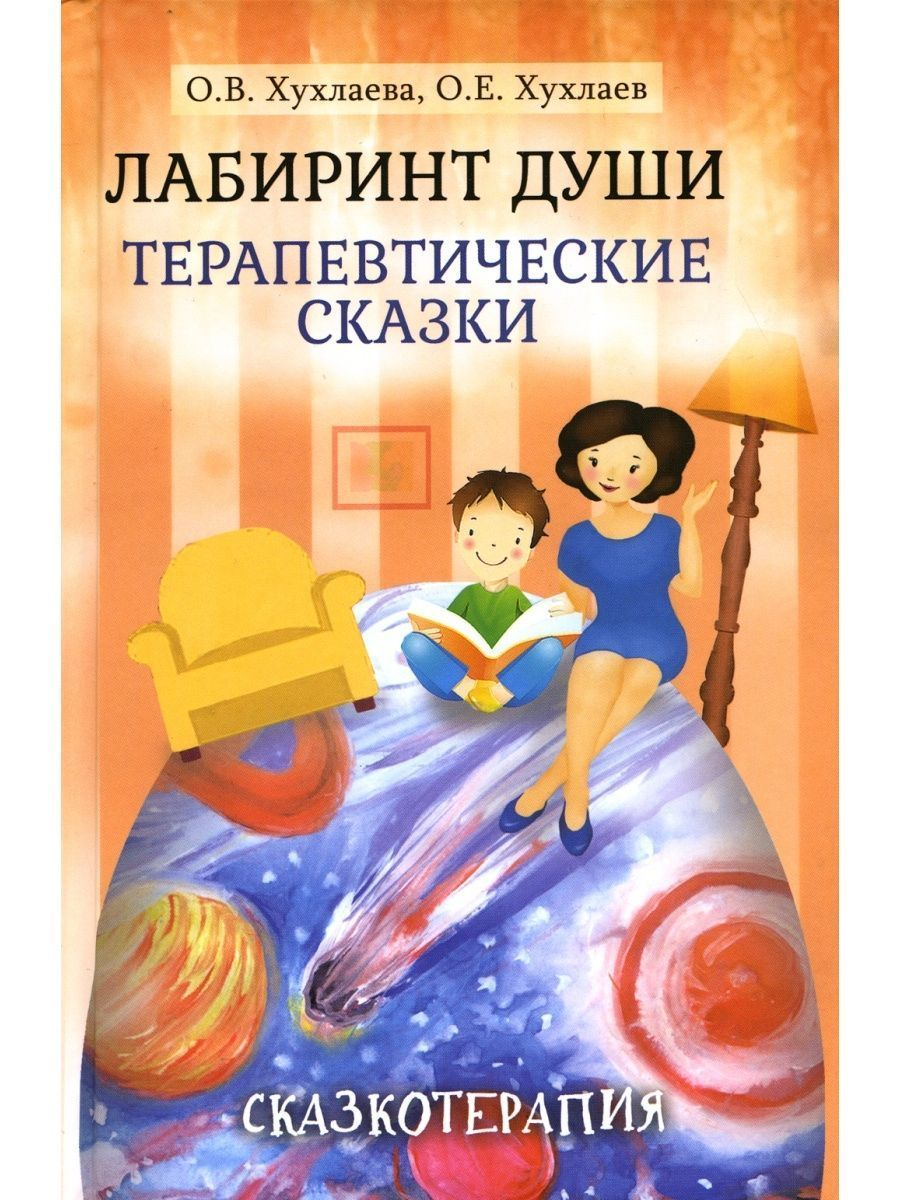 О.В. Хухлаева, О.Е. Хухлаев
ЛАБИРИНТ ДУШИ
ТЕРАПЕВТИЧЕСКИЕ
СКАЗКИ
СКАЗКОТЕРАПИЯ